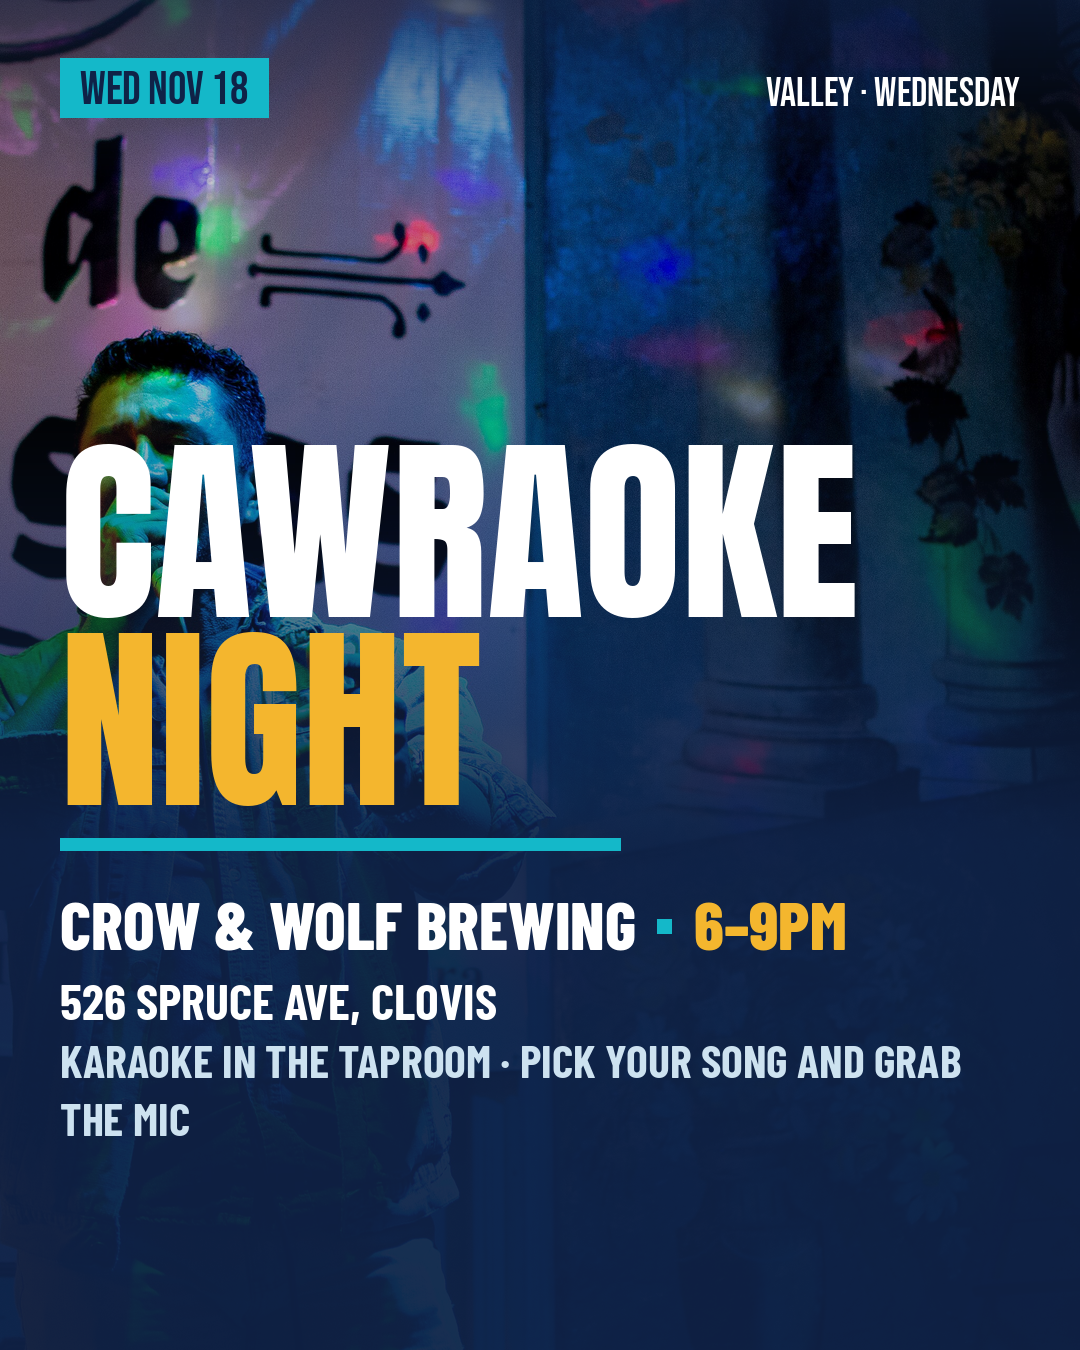 WED NOV 18
VALLEY · WEDNESDAY
de
CAWRAOKE
NIGHT
CROW & WOLF BREWING ▪ 6–9PM
526 SPRUCE AVE, CLOVIS
KARAOKE IN THE TAPROOM · PICK YOUR SONG AND GRAB
THE MIC